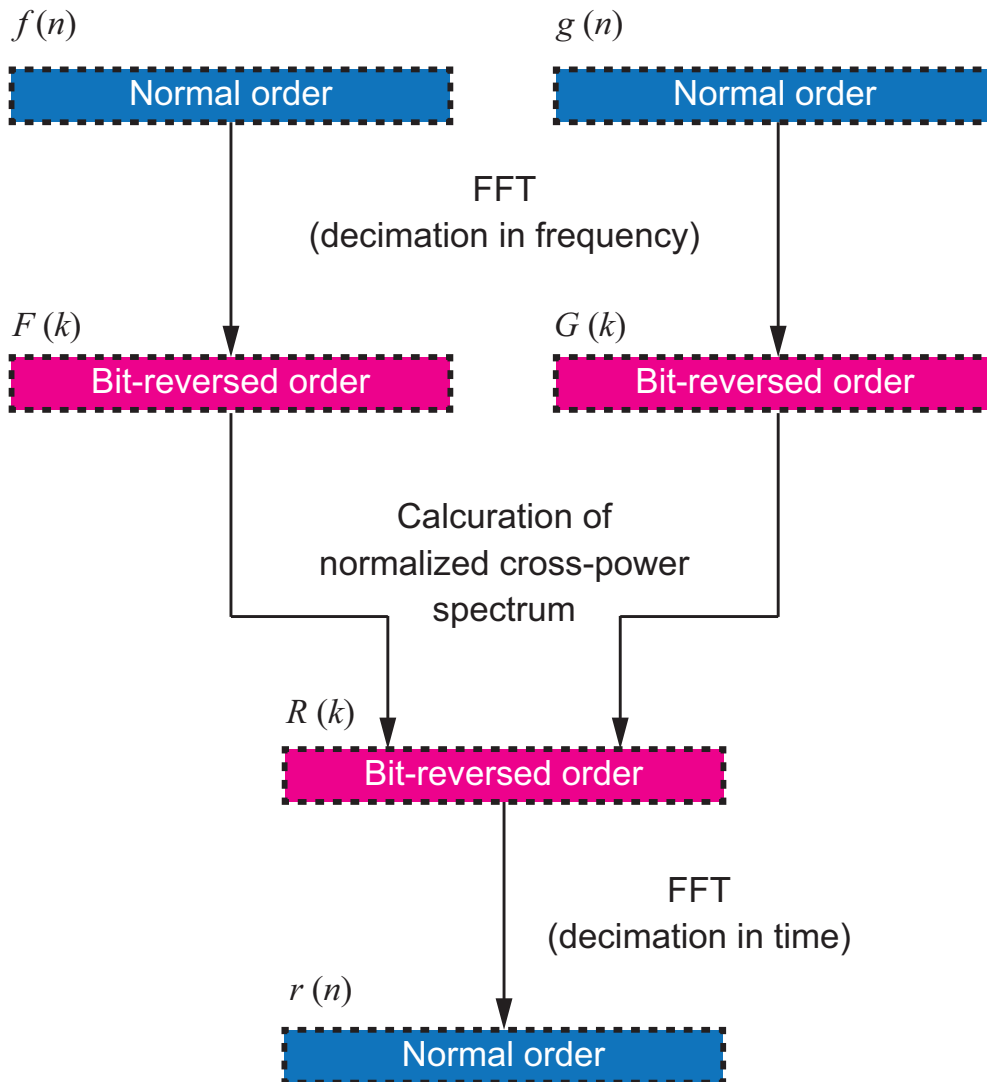 f (n)
g (n)
Normal order
Normal order
FFT
(decimation in frequency)
F (k)
G (k)
Bit-reversed order
Bit-reversed order
Calcuration of
normalized cross-power
spectrum
R (k)
Bit-reversed order
FFT
(decimation in time)
r (n)
Normal order